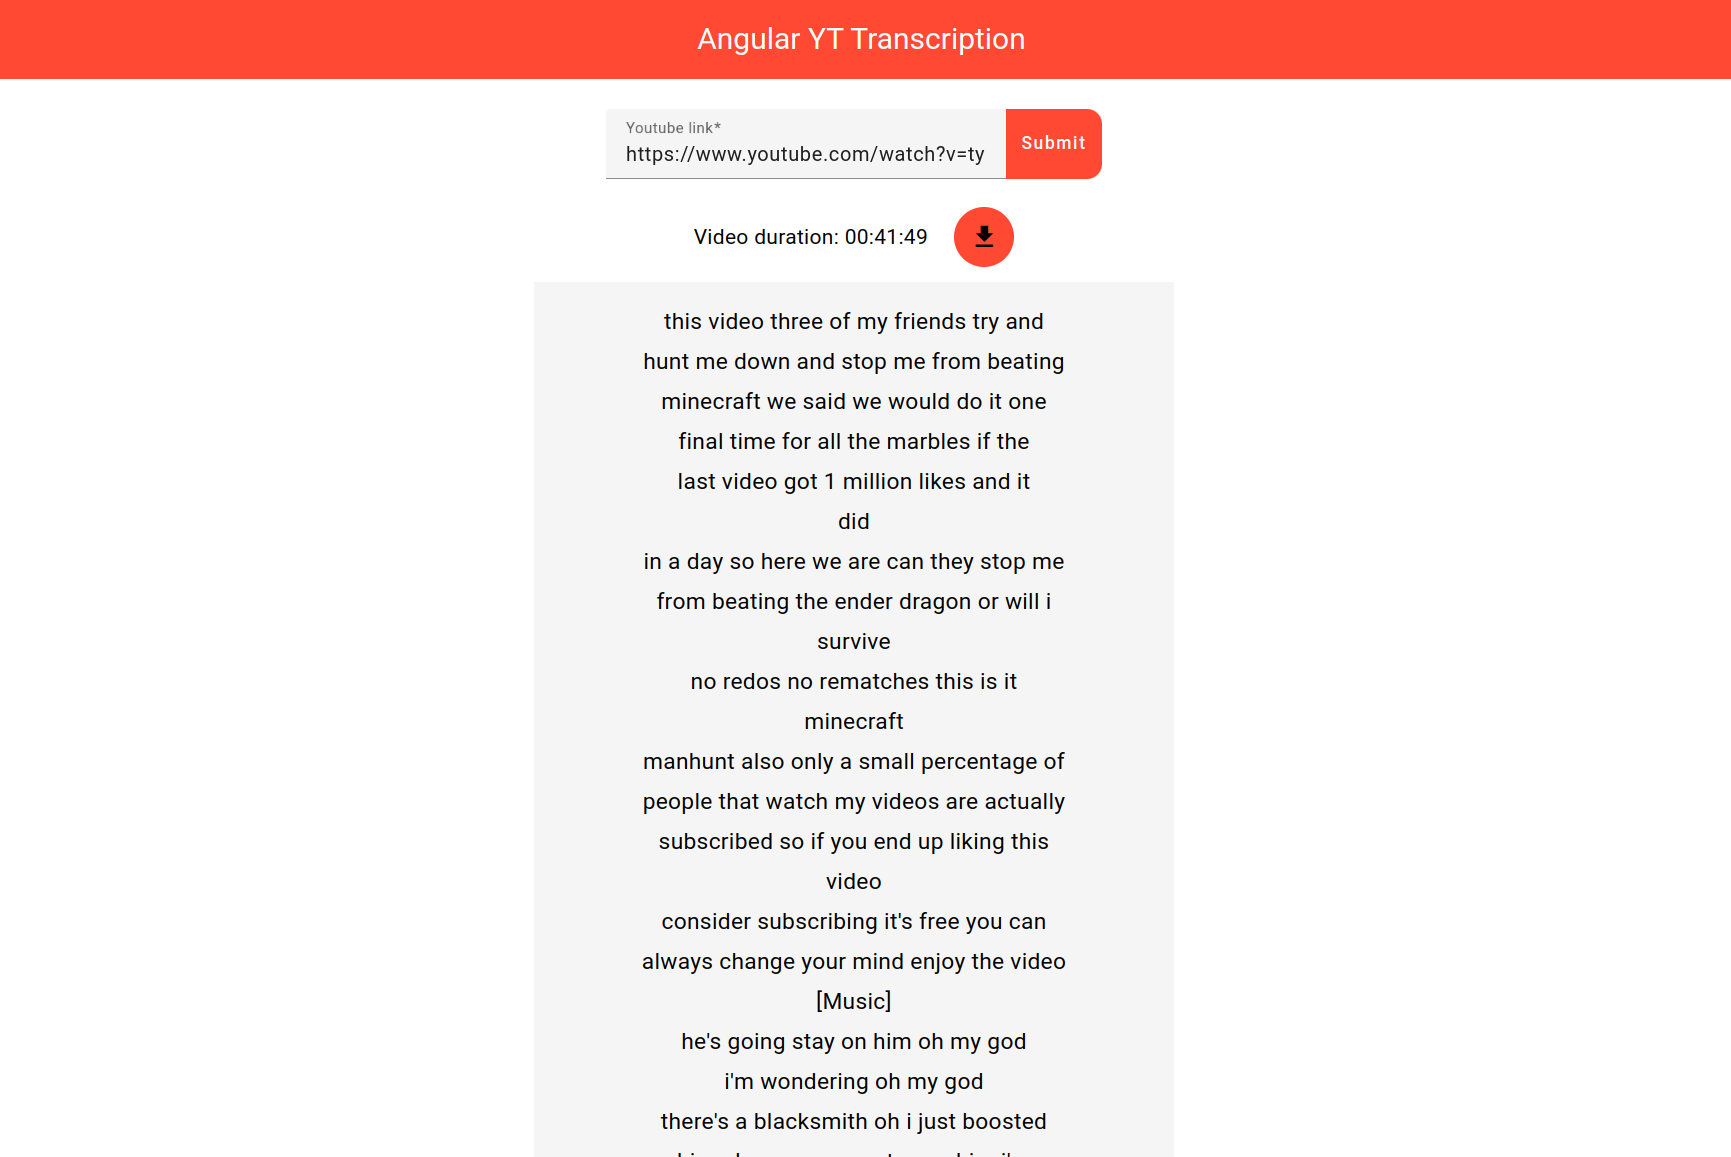 Angular YT Transcription
Youtube link*
https://www.youtube.com/watch?v=ty
Submit
Video duration: 00:41:49
this video three of my friends try and
hunt me down and stop me from beating
minecraft we said we would do it one
final time for all the marbles if the
last video got 1 million likes and it
did
in a day so here we are can they stop me
from beating the ender dragon or will i
survive
no redos no rematches this is it
minecraft
manhunt also only a small percentage of
people that watch my videos are actually
subscribed so if you end up liking this
video
consider subscribing it's free you can
always change your mind enjoy the video
[Music]
he's going stay on him oh my god
i'm wondering oh my god
there's a blacksmith oh i just boosted